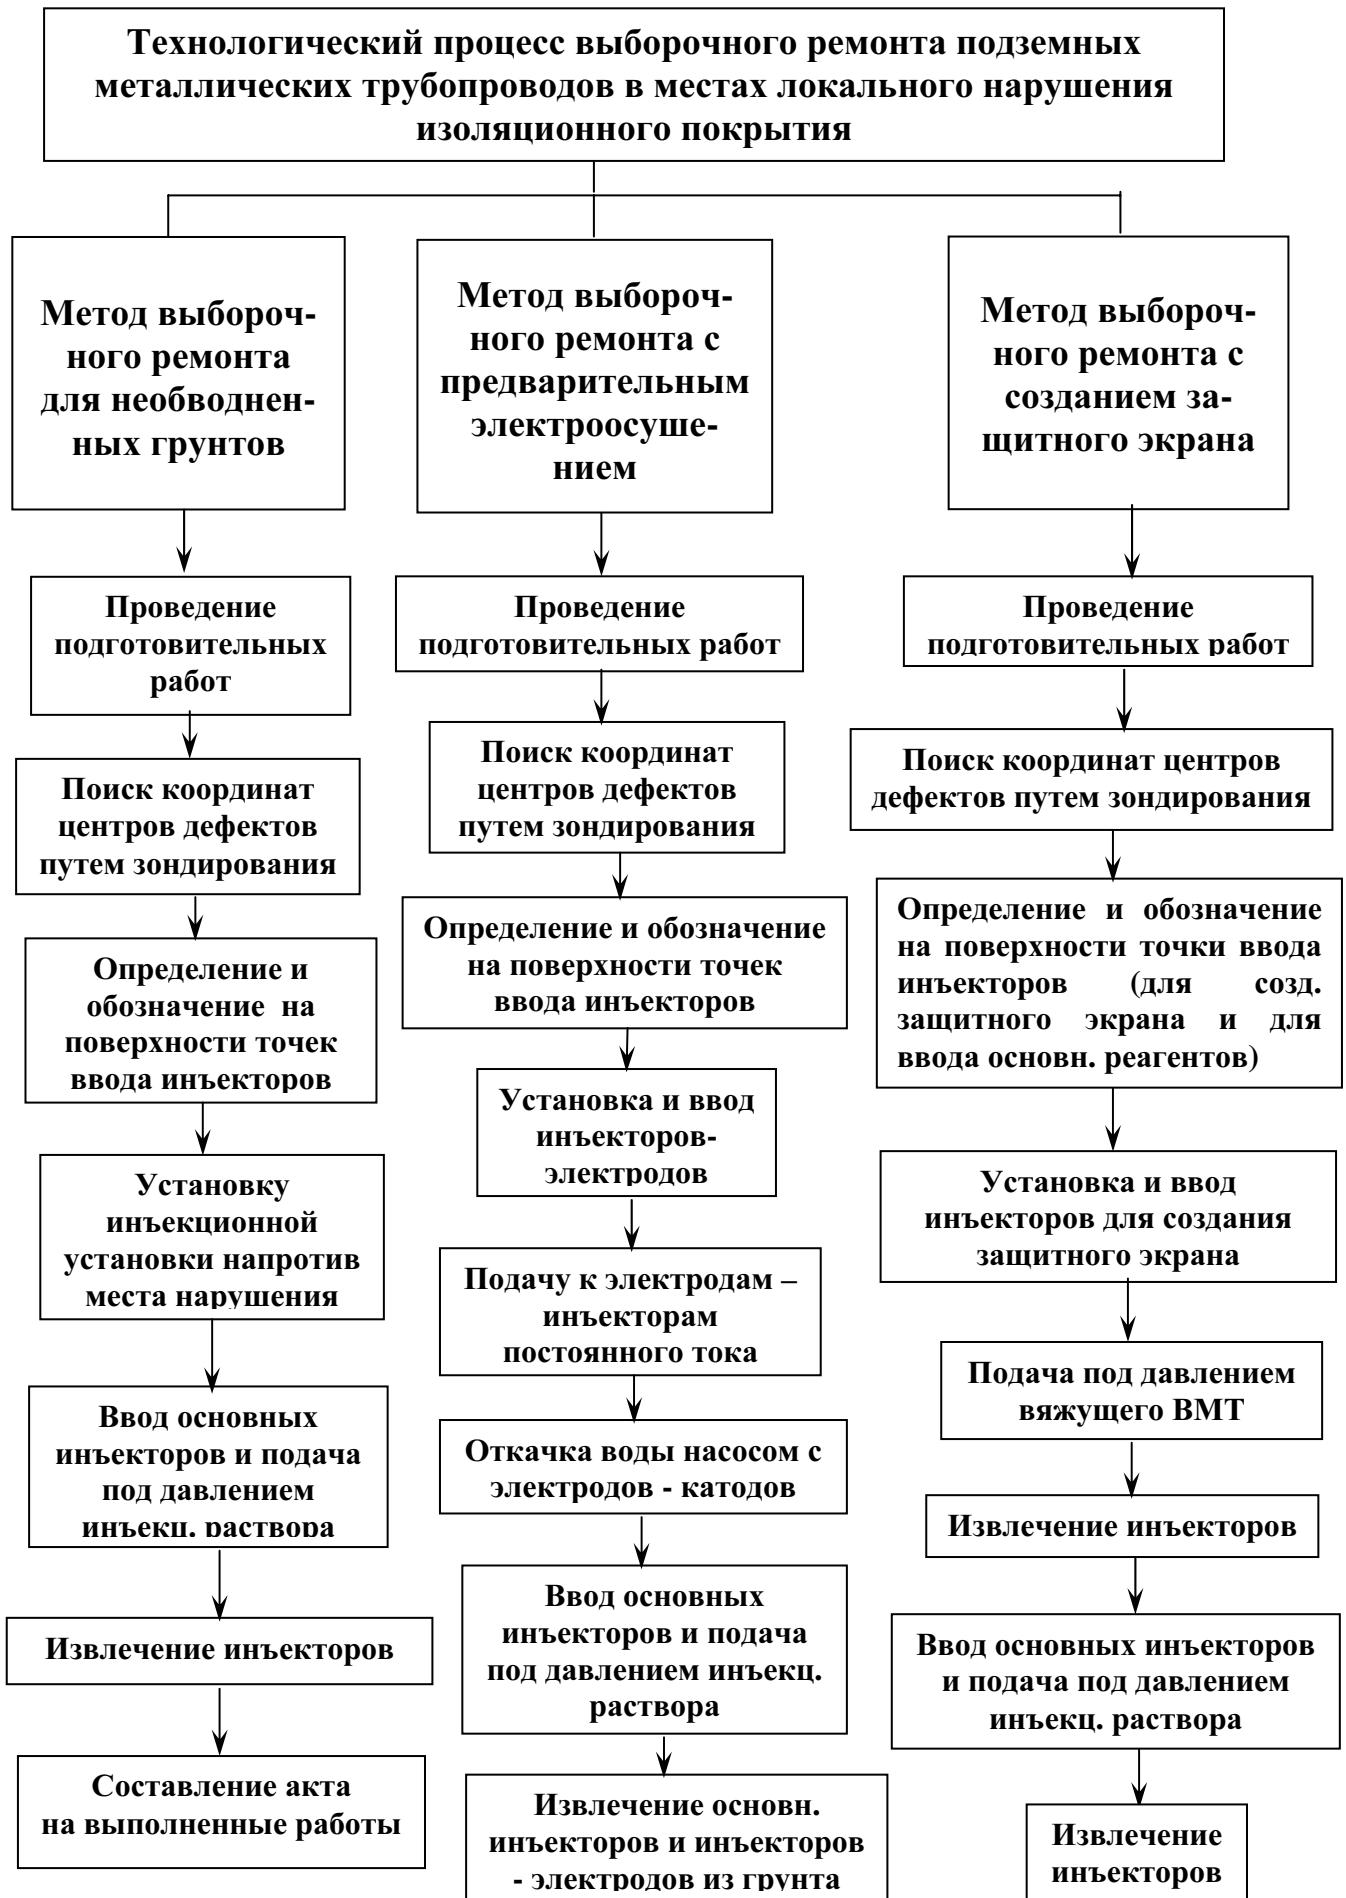 Технологический процесс выборочного ремонта подземных
металлических трубопроводов в местах локального нарушения
изоляционного покрытия
Метод выбороч-
ного ремонта
для необводнен-
ных грунтов
Проведение
подготовительных
работ
Поиск координат
центров дефектов
путем зондирования
Определение и
обозначение на
поверхности точек
ввода инъекторов
Установку
инъекционной
установки напротив
места нарушения
Ввод основных
инъекторов и подача
под давлением
инъекц. раствора
Извлечение инъекторов
Составление акта
на выполненные работы
Метод выбороч-
ного ремонта с
предварительным
электроосуше-
нием
Проведение
подготовительных работ
Поиск координат
центров дефектов
путем зондирования
Определение и обозначение
на поверхности точек
ввода инъекторов
Установка и ввод
инъекторов-
электродов
Подачу к электродам –
инъекторам
постоянного тока
Откачка воды насосом с
электродов - катодов
Ввод основных
инъекторов и подача
под давлением инъекц.
раствора
Извлечение основн.
инъекторов и инъекторов
- электродов из грунта
Метод выбороч-
ного ремонта с
созданием за-
щитного экрана
Проведение
подготовительных работ
Поиск координат центров
дефектов путем зондирования
Определение и обозначение
на поверхности точки ввода
инъекторов (для созд.
защитного экрана и для
ввода основн. реагентов)
Установка и ввод
инъекторов для создания
защитного экрана
Подача под давлением
вяжущего ВМТ
Извлечение инъекторов
Ввод основных инъекторов
и подача под давлением
инъекц. раствора
Извлечение
инъекторов